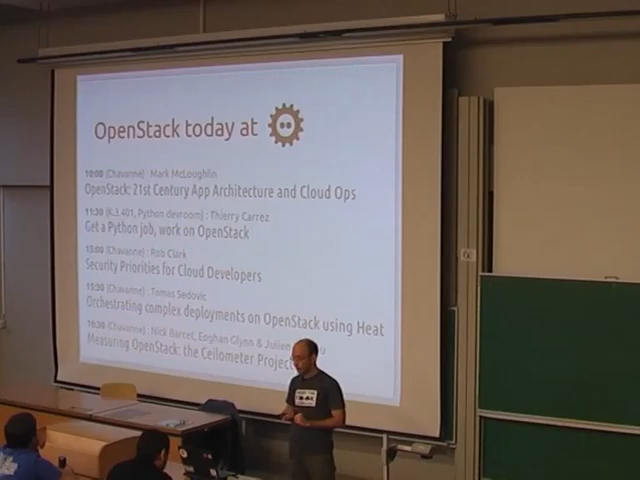 OpenStack today at
10:00 (Chavanne) : Mark McLoughlin
OpenStack: 21st Century App Architecture and Cloud Ops
11:30 (K.3.401, Python devroom) : Thierry Carrez
Get a Python job, work on OpenStack
15:00 (Chavanne) : Rob Clark
Security Priorities for Cloud Developers
15:30 (Chavanne) : Tomas Sedovic
Orchestrating complex deployments on OpenStack using Heat
16:30 (Chavanne) : Nick Barcet, Eoghan Glynn & Julien
Measuring OpenStack: the Ceilometer Project